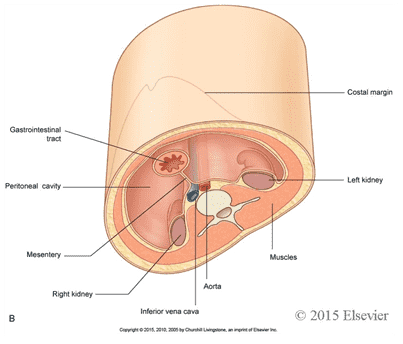 Costal margin
Gastrointestinal
tract
Peritoneal cavity
Left kidney
Mesentery
Muscles
Right kidney
Aorta
Inferior vena cava
B
© 2015 Elsevier
Copyright © 2015, 2010, 2005 by Churchill Livingstone, an imprint of Elsevier Inc.